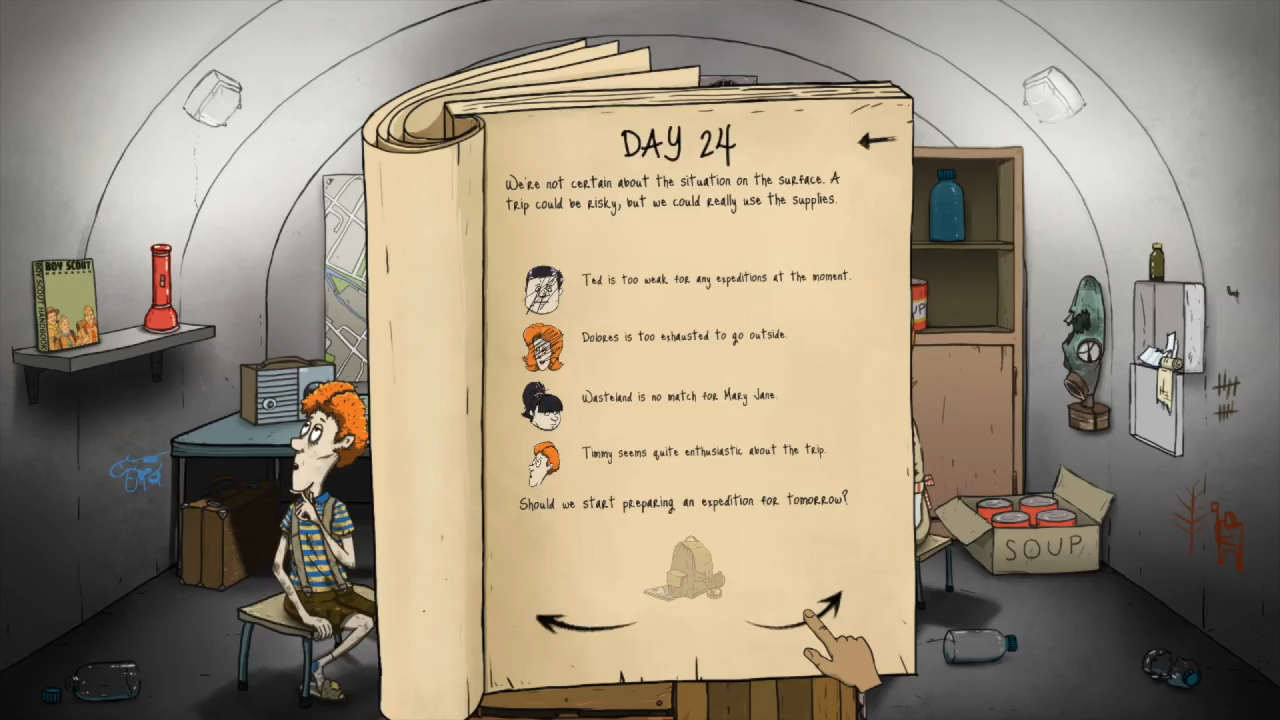 DAY 24
We're not certain about the situation on the surface. A
trip could be risky, but we could really use the supplies.
Ted is too weak for any expeditions at the moment.
Dolores is too exhausted to go outside.
Wasteland is no match for Mary Jane.
Timmy seems quite enthusiastic about the trip.
Should we start preparing an expedition for tomorrow?
BOY SCOUT
BOY SCOUT HANDBOOK
UP
SOUP